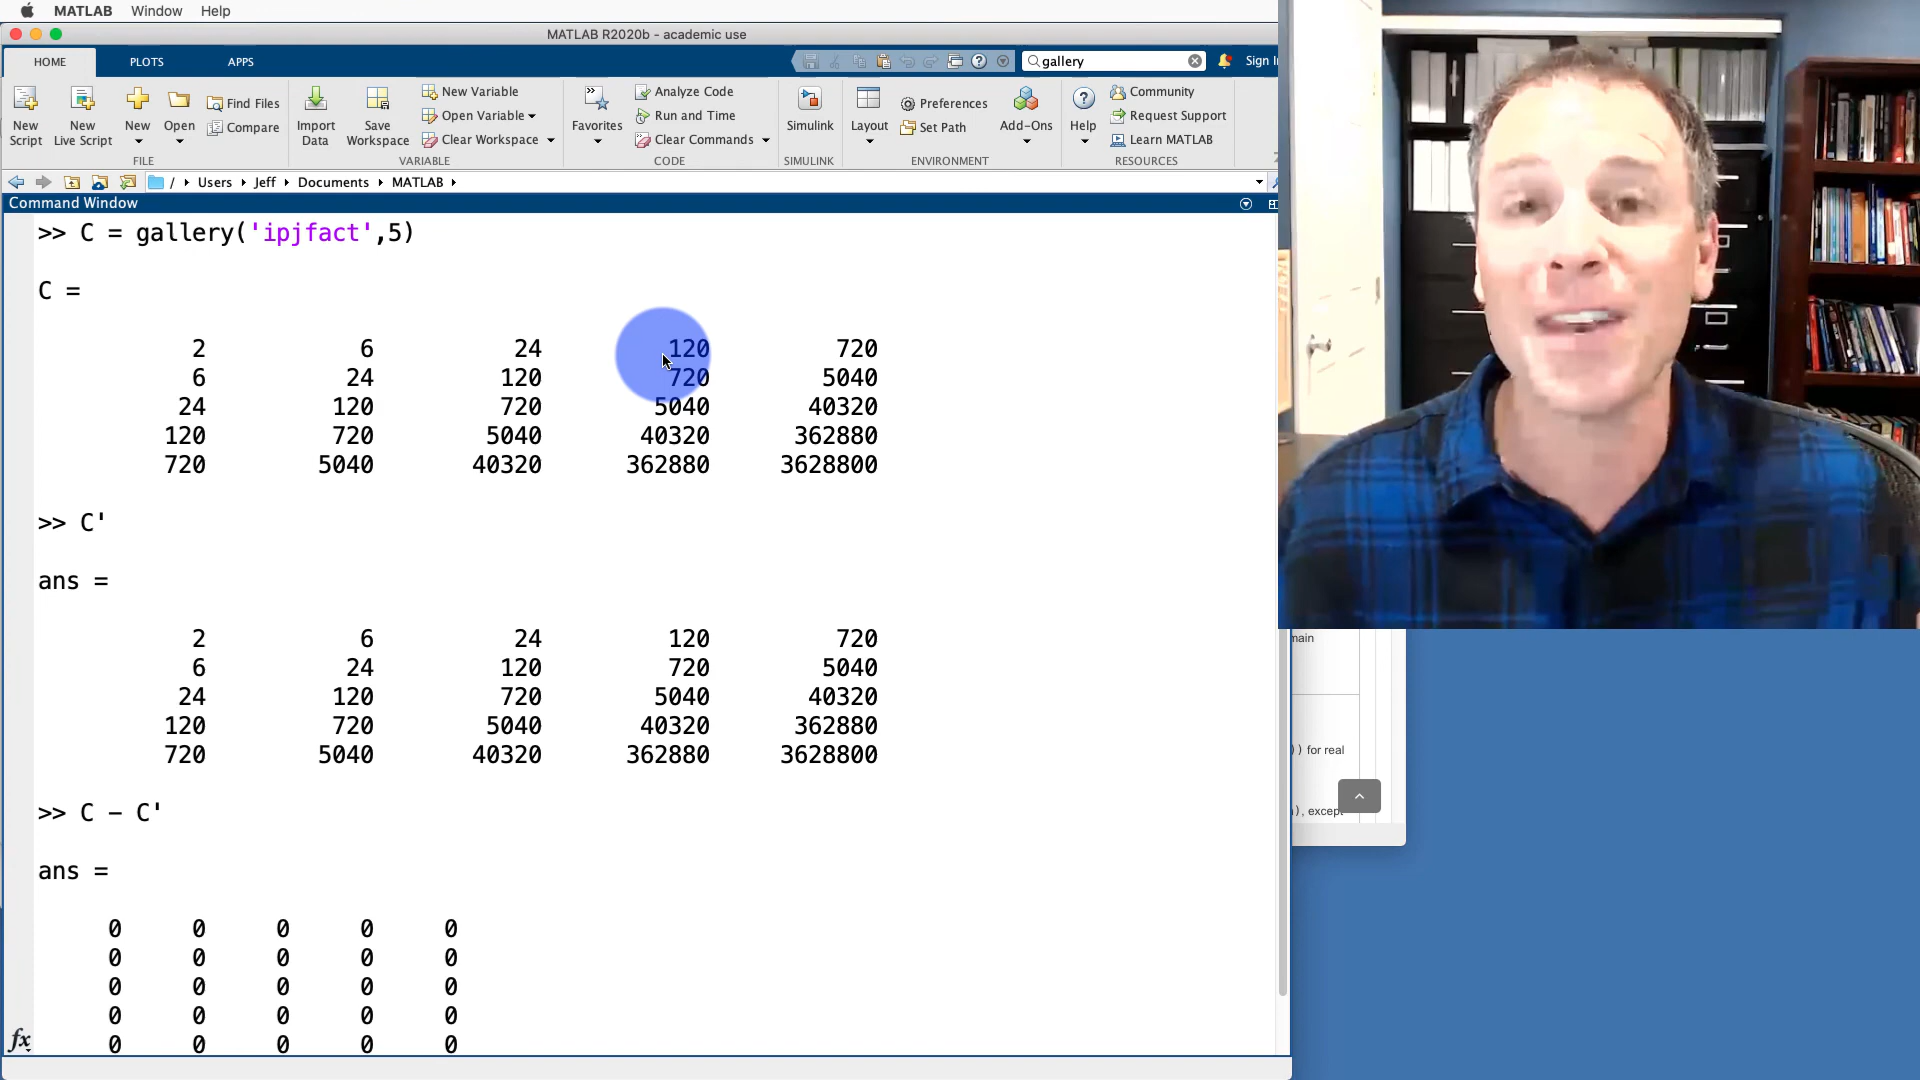 MATLAB Window Help
MATLAB R2020b - academic use
HOME PLOTS APPS
gallery
Sign I
New Script
New Live Script
New
Open
Find Files
Compare
FILE
Import Data
Save Workspace
New Variable
Open Variable
Clear Workspace
VARIABLE
Favorites
Analyze Code
Run and Time
Clear Commands
CODE
Simulink
SIMULINK
Layout
Preferences
Set Path
ENVIRONMENT
Add-Ons
Help
Community
Request Support
Learn MATLAB
RESOURCES
/ Users Jeff Documents MATLAB
Command Window
>> C = gallery('ipjfact',5)
C =
2 6 24 120 720
6 24 120 720 5040
24 120 720 5040 40320
120 720 5040 40320 362880
720 5040 40320 362880 3628800
>> C'
ans =
2 6 24 120 720
6 24 120 720 5040
24 120 720 5040 40320
120 720 5040 40320 362880
720 5040 40320 362880 3628800
>> C - C'
ans =
0 0 0 0 0
0 0 0 0 0
0 0 0 0 0
0 0 0 0 0
0 0 0 0 0
fx
main
)) for real
), except